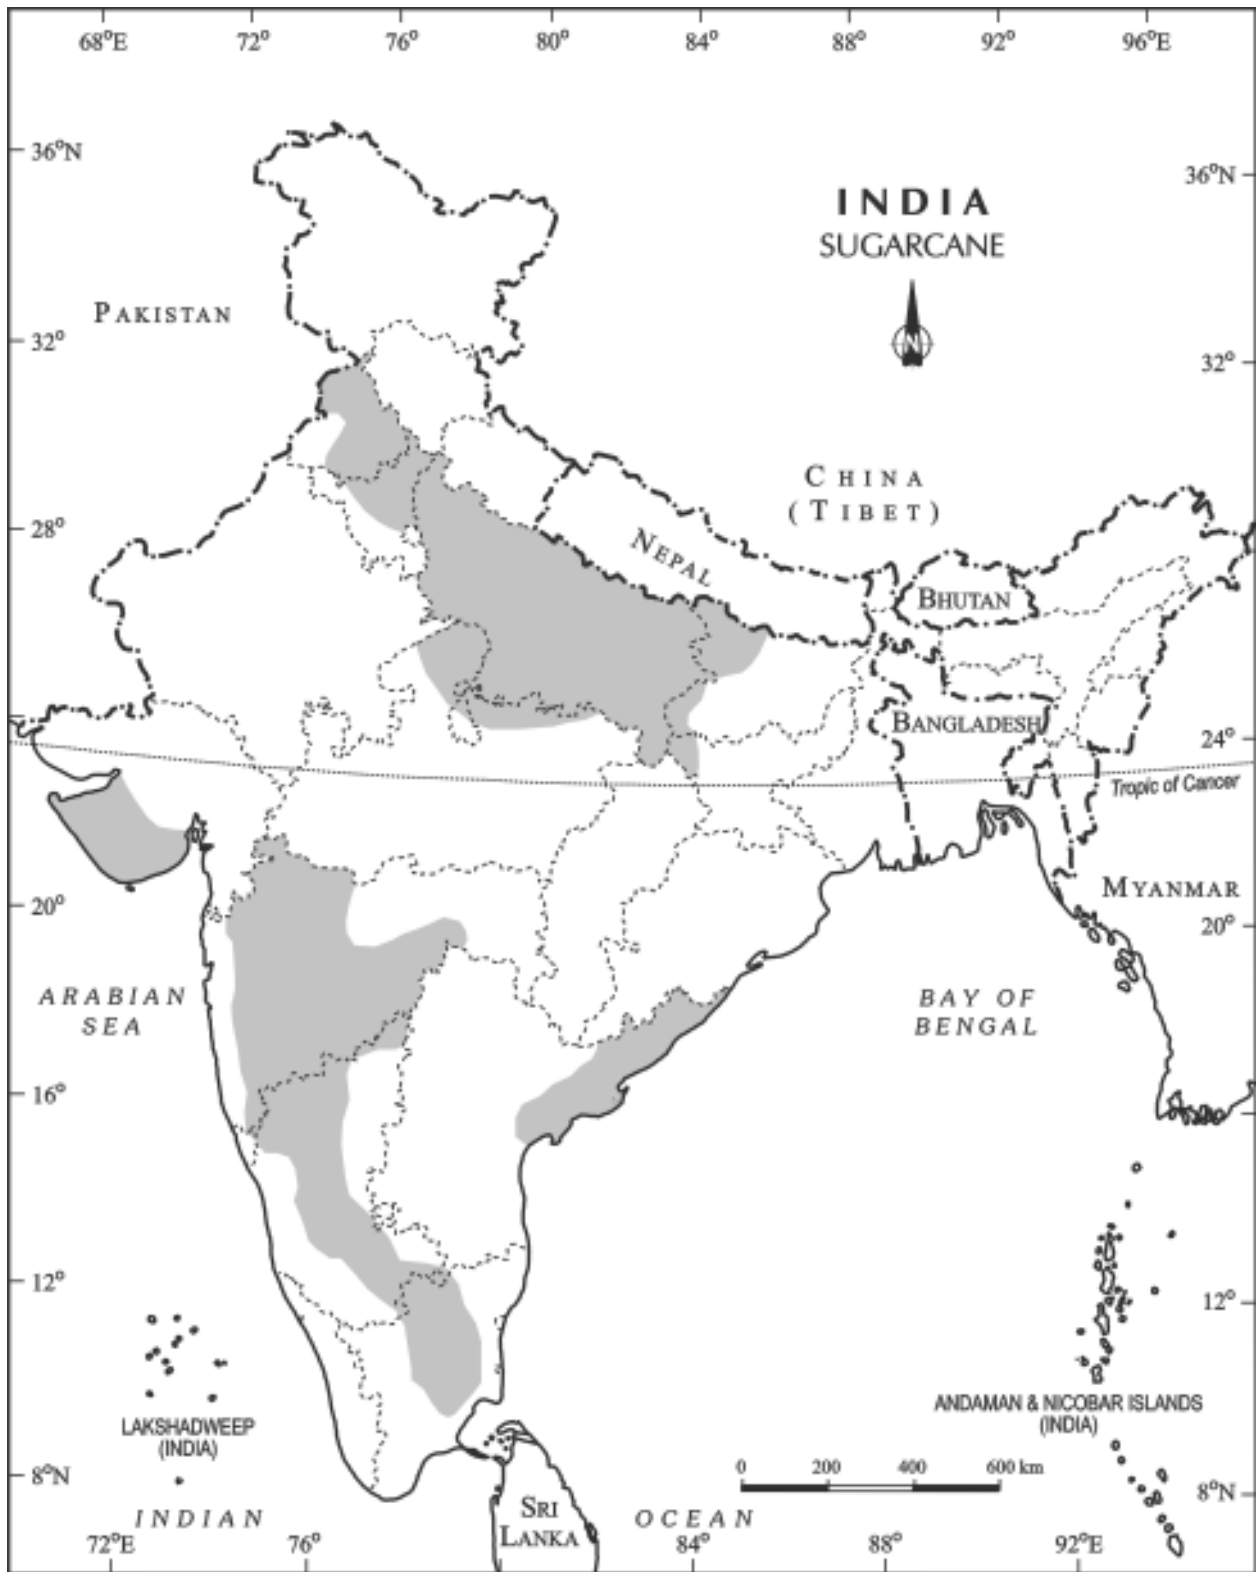 68°E 72° 76° 80° 84° 88° 92° 96°E
36°N
36°N
INDIA
SUGARCANE
N
PAKISTAN
32°
32°
CHINA
(TIBET)
28°
NEPAL
28°
BHUTAN
BANGLADESH
24°
Tropic of Cancer
MYANMAR
20°
20°
ARABIAN
SEA
BAY OF
BENGAL
16°
12°
12°
LAKSHADWEEP
(INDIA)
ANDAMAN & NICOBAR ISLANDS
(INDIA)
0 200 400 600 km
8°N
8°N
SRI
LANKA
INDIAN OCEAN
72°E 76° 84° 88° 92°E